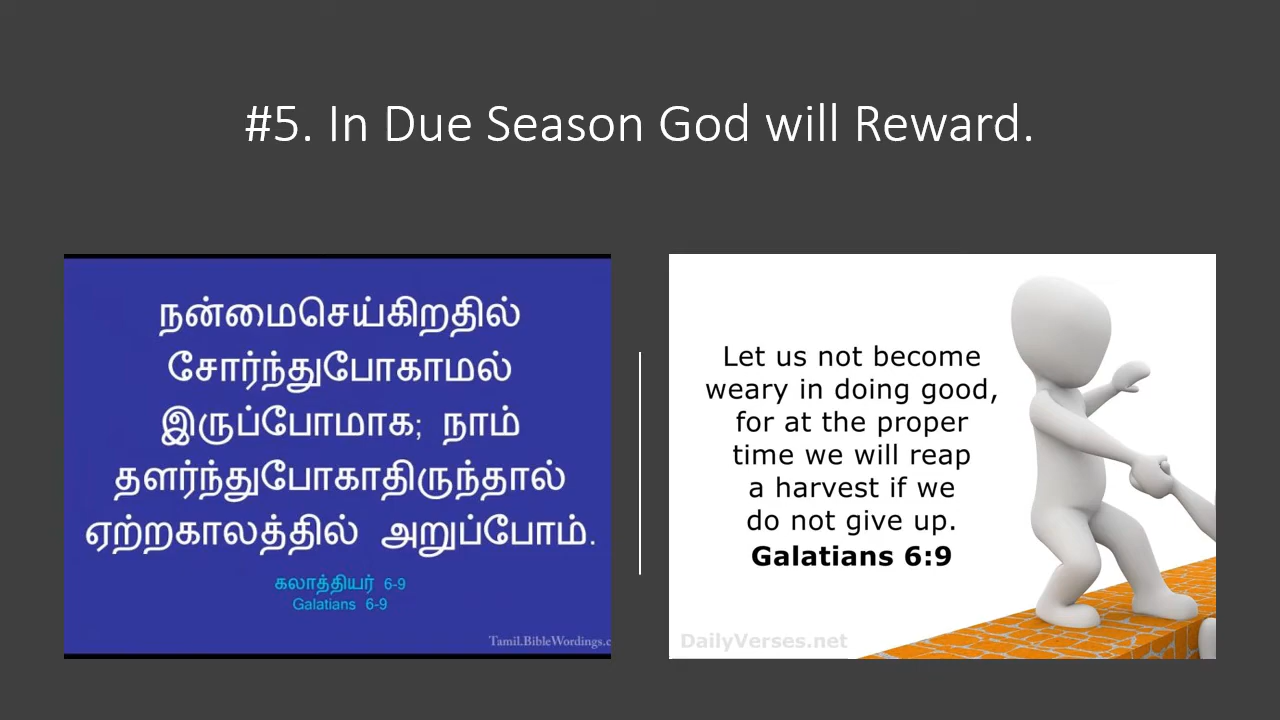 #5. In Due Season God will Reward.
நன்மைசெய்கிறதில்
சோர்ந்துபோகாமல்
இருப்போமாக; நாம்
தளர்ந்துபோகாதிருந்தால்
ஏற்றகாலத்தில் அறுப்போம்.
கலாத்தியர் 6-9
Galatians 6-9
Tamil.BibleWordings.c
Let us not become
weary in doing good,
for at the proper
time we will reap
a harvest if we
do not give up.
Galatians 6:9
DailyVerses.net